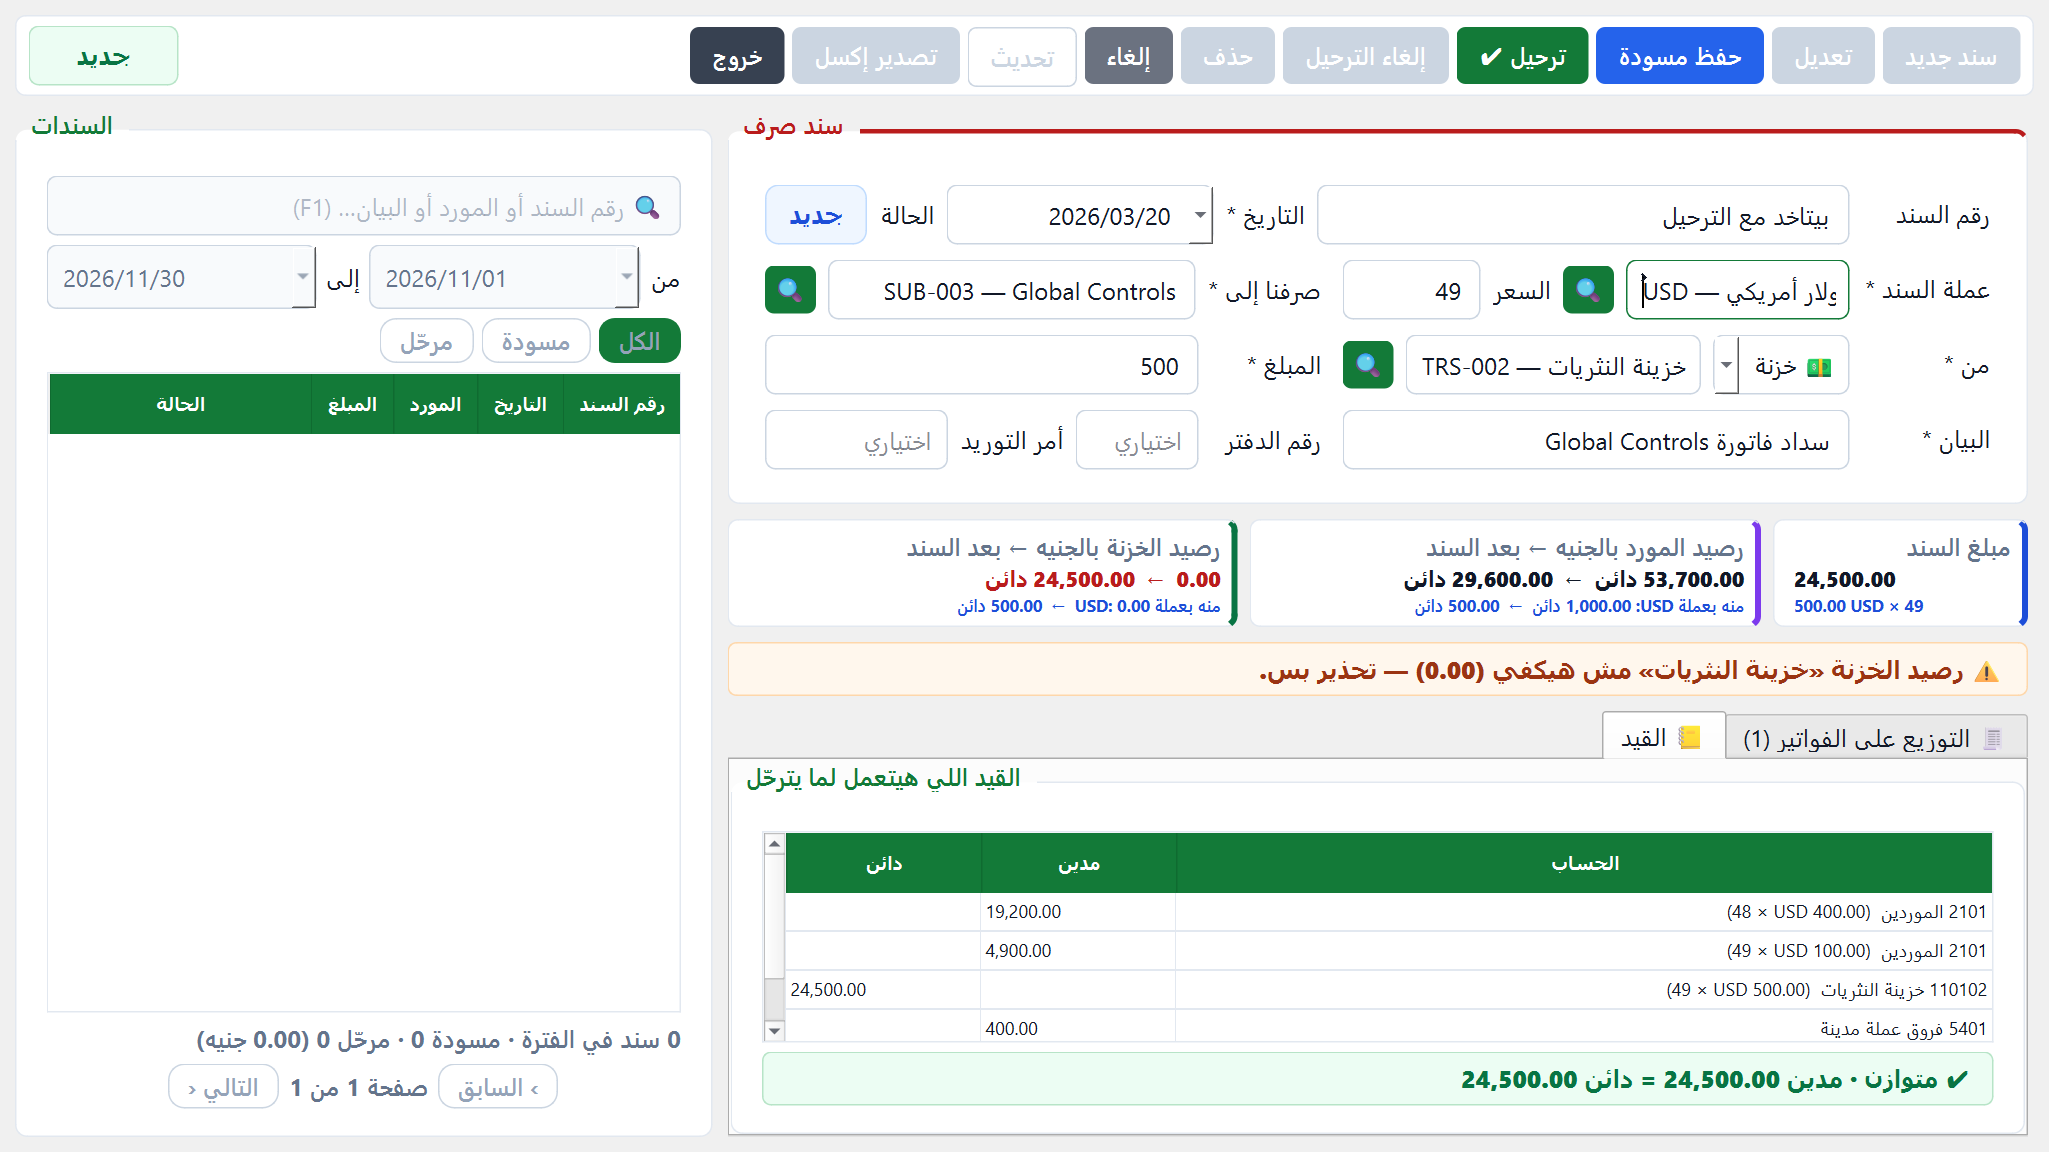 سند جديد
تعديل
حفظ مسودة
ترحيل ✔
إلغاء الترحيل
حذف
إلغاء
تحديث
تصدير إكسل
خروج
جديد
سند صرف
رقم السند
بيتاخد مع الترحيل
التاريخ *
2026/03/20
الحالة
جديد
عملة السند *
ولار أمريكي — USD
السعر
49
صرفنا إلى *
SUB-003 — Global Controls
من *
خزنة
خزينة النثريات — TRS-002
المبلغ *
500
البيان *
سداد فاتورة Global Controls
رقم الدفتر
اختياري
أمر التوريد
اختياري
مبلغ السند
24,500.00
500.00 USD × 49
رصيد المورد بالجنيه ← بعد السند
53,700.00 دائن ← 29,600.00 دائن
منه بعملة USD: 1,000.00 دائن ← 500.00 دائن
رصيد الخزنة بالجنيه ← بعد السند
0.00 ← 24,500.00 دائن
منه بعملة USD: 0.00 ← 500.00 دائن
⚠ رصيد الخزنة «خزينة النثريات» مش هيكفي (0.00) — تحذير بس.
التوزيع على الفواتير (1)
القيد
القيد اللي هيتعمل لما يترحّل
الحساب مدين دائن
2101 الموردين (400.00 USD × 48) 19,200.00
2101 الموردين (100.00 USD × 49) 4,900.00
110102 خزينة النثريات (500.00 USD × 49) 24,500.00
5401 فروق عملة مدينة 400.00
✔ متوازن · مدين 24,500.00 = دائن 24,500.00
السندات
رقم السند أو المورد أو البيان... (F1)
من
2026/11/01
إلى
2026/11/30
الكل
مسودة
مرحّل
رقم السند التاريخ المورد المبلغ الحالة
0 سند في الفترة · مسودة 0 · مرحّل 0 (0.00 جنيه)
‹ السابق
صفحة 1 من 1
التالي ›